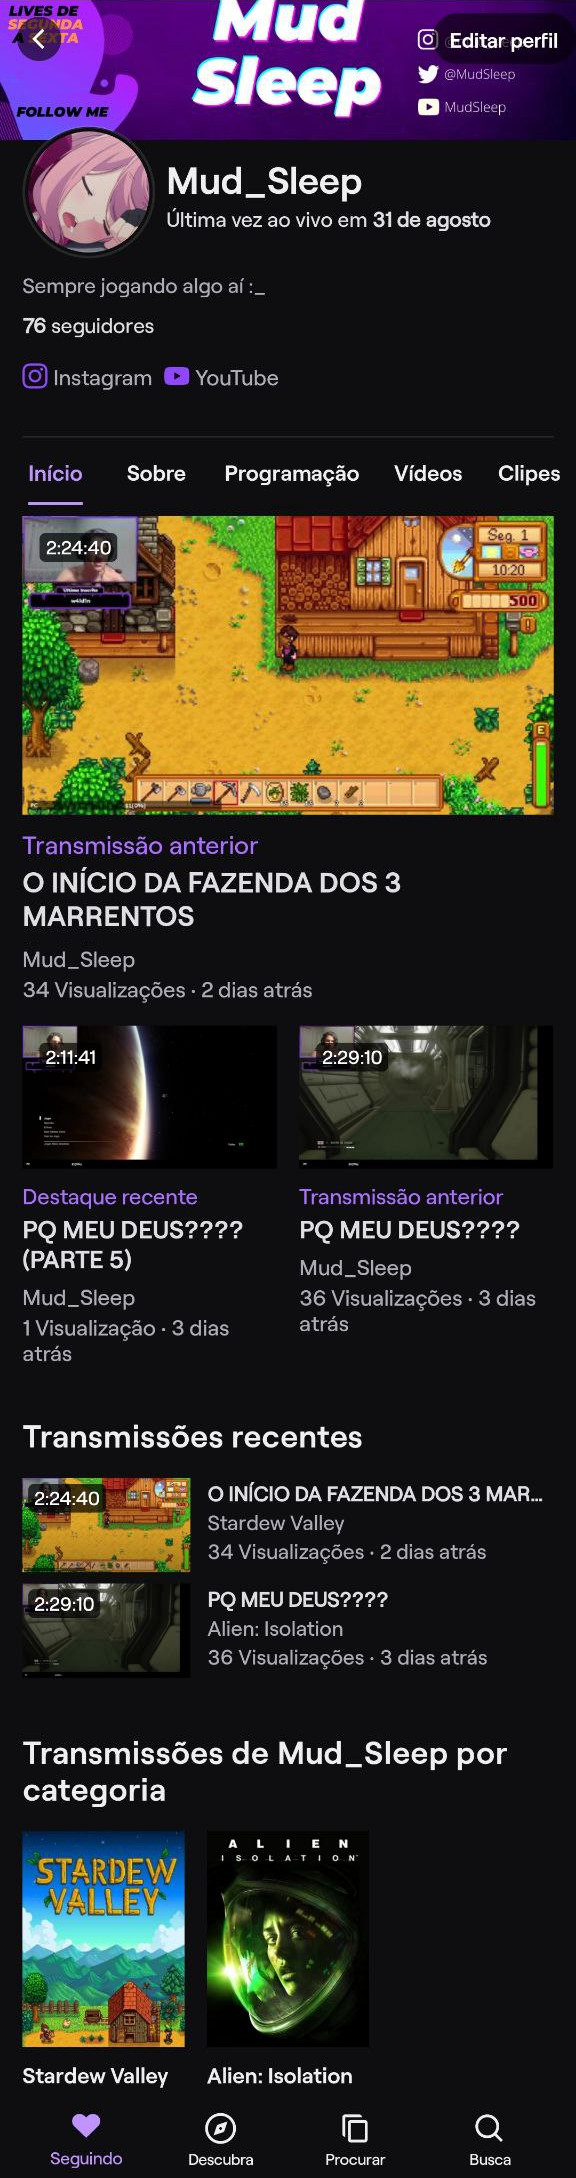 LIVES DE
SEGUNDA
A SEXTA
FOLLOW ME
Mud
Sleep
Editar perfil
@MudSleep
MudSleep
Mud_Sleep
Última vez ao vivo em 31 de agosto
Sempre jogando algo aí :_
76 seguidores
Instagram YouTube
Início Sobre Programação Vídeos Clipes
2:24:40
Seg. 1
10:20
500
E
Transmissão anterior
O INÍCIO DA FAZENDA DOS 3
MARRENTOS
Mud_Sleep
34 Visualizações · 2 dias atrás
2:11:41
Destaque recente
PQ MEU DEUS????
(PARTE 5)
Mud_Sleep
1 Visualização · 3 dias
atrás
2:29:10
Transmissão anterior
PQ MEU DEUS????
Mud_Sleep
36 Visualizações · 3 dias
atrás
Transmissões recentes
2:24:40
O INÍCIO DA FAZENDA DOS 3 MAR...
Stardew Valley
34 Visualizações · 2 dias atrás
2:29:10
PQ MEU DEUS????
Alien: Isolation
36 Visualizações · 3 dias atrás
Transmissões de Mud_Sleep por
categoria
STARDEW
VALLEY
ALIEN
ISOLATION
Stardew Valley
Alien: Isolation
Seguindo Descubra Procurar Busca